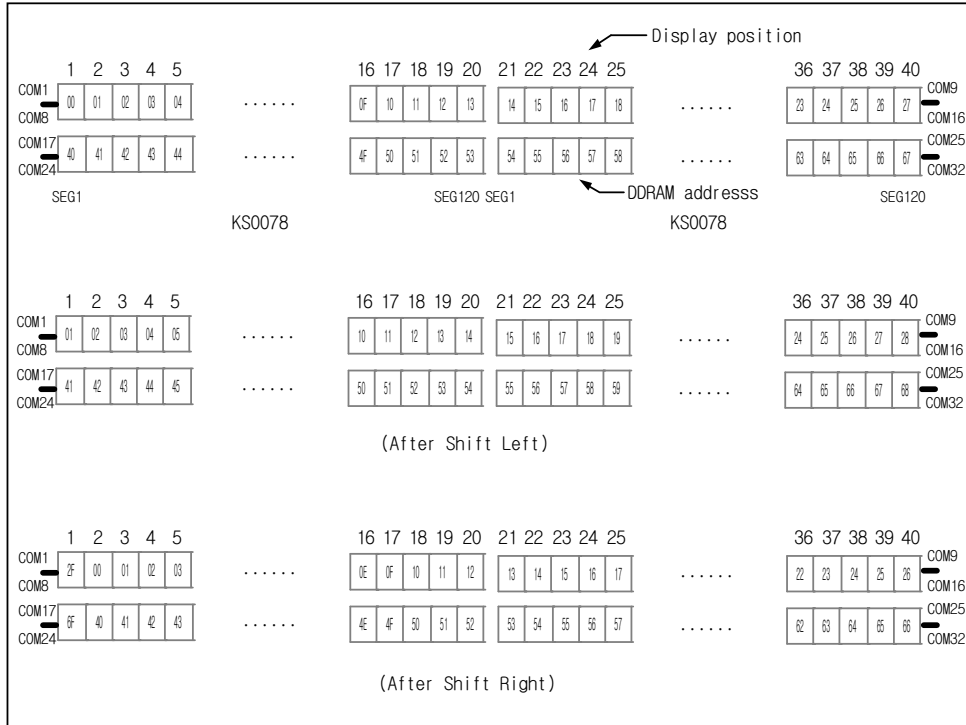 Display position
1 2 3 4 5 16 17 18 19 20 21 22 23 24 25 36 37 38 39 40
COM1 COM9
00 01 02 03 04 ...... 0F 10 11 12 13 14 15 16 17 18 ...... 23 24 25 26 27
COM8 COM16
COM17 COM25
40 41 42 43 44 ...... 4F 50 51 52 53 54 55 56 57 58 ...... 63 64 65 66 67
COM24 COM32
SEG1 SEG120 SEG1 DDRAM addresss SEG120
KS0078 KS0078
1 2 3 4 5 16 17 18 19 20 21 22 23 24 25 36 37 38 39 40
COM1 COM9
01 02 03 04 05 ...... 10 11 12 13 14 15 16 17 18 19 ...... 24 25 26 27 28
COM8 COM16
COM17 COM25
41 42 43 44 45 ...... 50 51 52 53 54 55 56 57 58 59 ...... 64 65 66 67 68
COM24 COM32
(After Shift Left)
1 2 3 4 5 16 17 18 19 20 21 22 23 24 25 36 37 38 39 40
COM1 COM9
2F 00 01 02 03 ...... 0E 0F 10 11 12 13 14 15 16 17 ...... 22 23 24 25 26
COM8 COM16
COM17 COM25
6F 40 41 42 43 ...... 4E 4F 50 51 52 53 54 55 56 57 ...... 62 63 64 65 66
COM24 COM32
(After Shift Right)